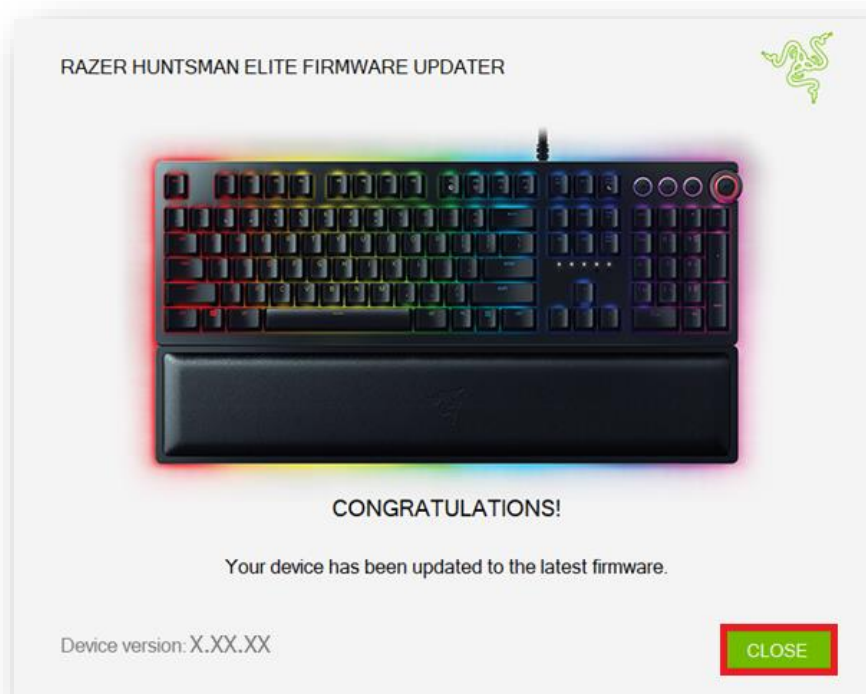 RAZER HUNTSMAN ELITE FIRMWARE UPDATER
CONGRATULATIONS!
Your device has been updated to the latest firmware.
Device version: X.XX.XX
CLOSE